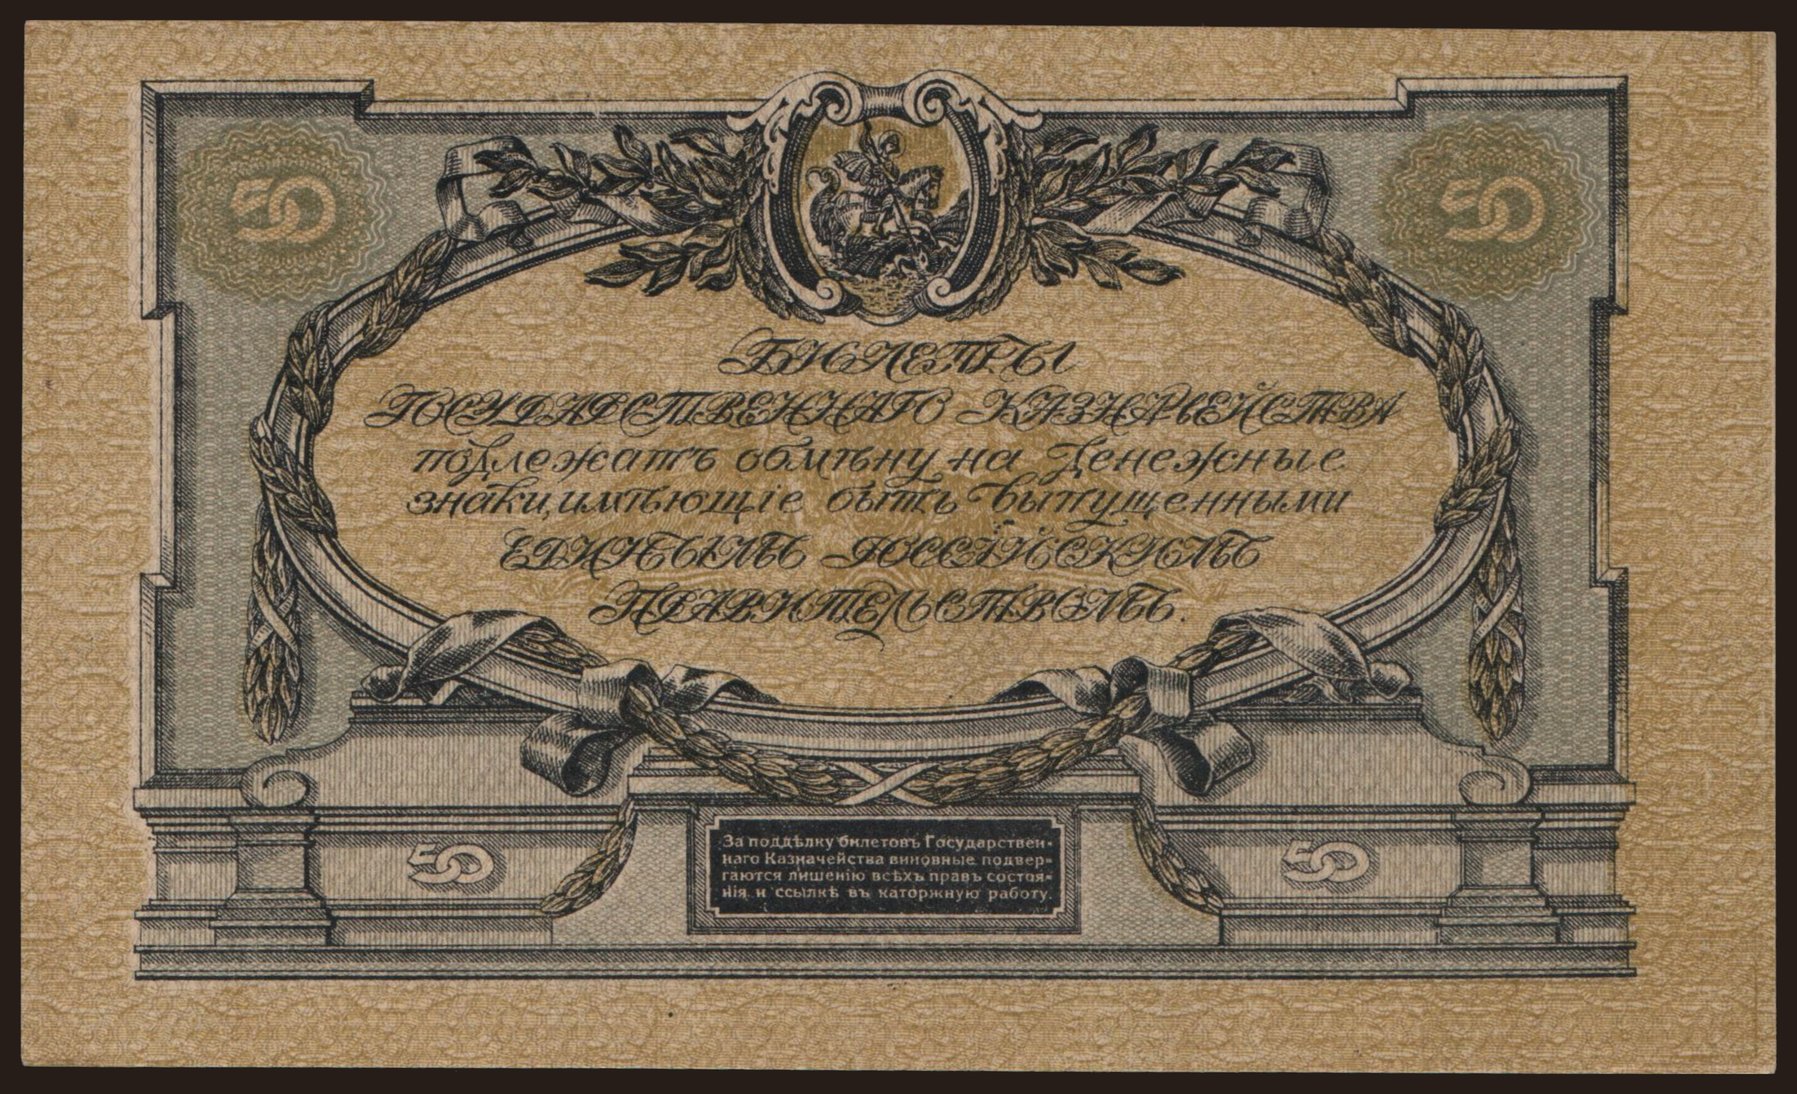 50 50
БИЛЕТЫ
ГОСУДАРСТВЕННАГО КАЗНАЧЕЙСТВА
подлежатъ обмѣну на Денежные
знаки, имѣющіе быть выпущенными
ЕДИНЫМЪ РОССІЙСКИМЪ
ПРАВИТЕЛЬСТВОМЪ.
50 50
За поддѣлку билетовъ Государствен-
наго Казначейства виновные подвер-
гаются лишенію всѣхъ правъ состоя-
нія и ссылкѣ въ каторжную работу.